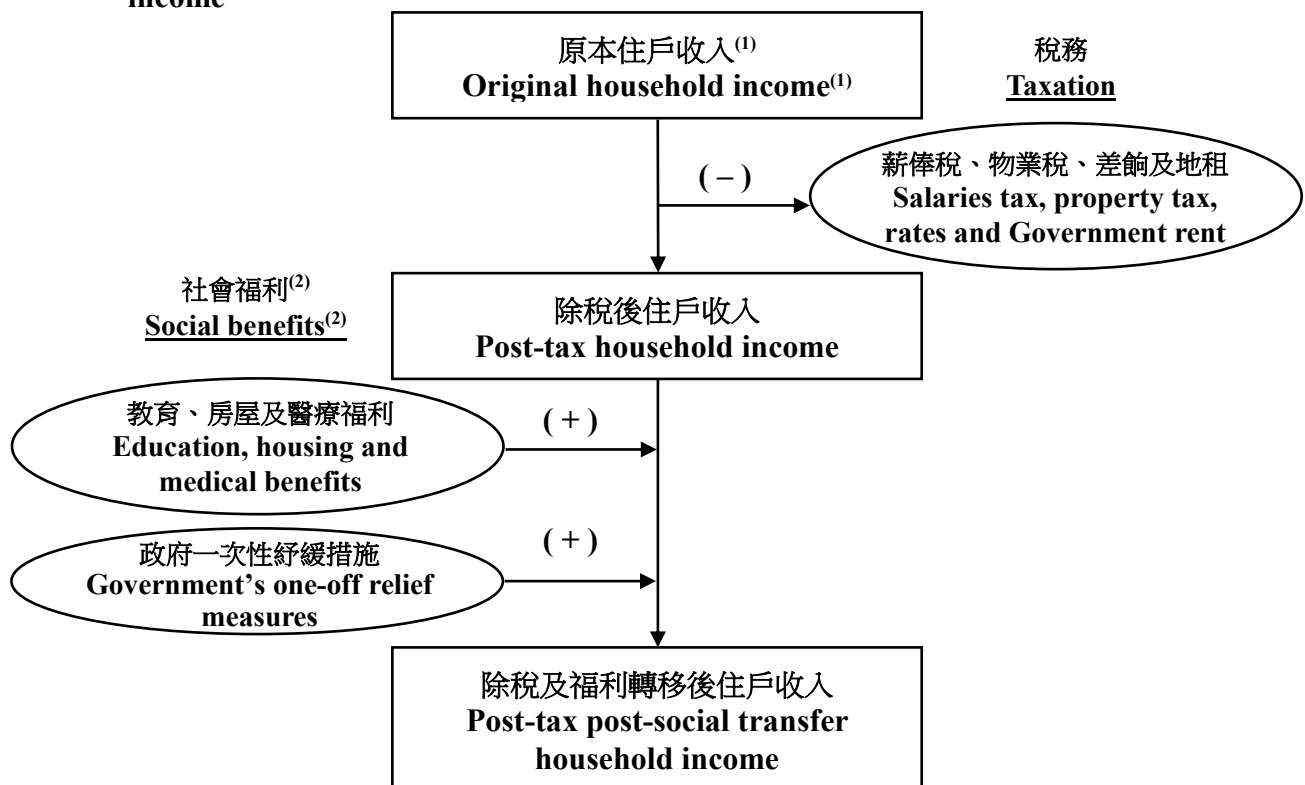 income
原本住戶收入(1)
Original household income(1)
稅務
Taxation
( – )
薪俸稅、物業稅、差餉及地租
Salaries tax, property tax,
rates and Government rent
社會福利(2)
Social benefits(2)
除稅後住戶收入
Post-tax household income
教育、房屋及醫療福利
Education, housing and
medical benefits
( + )
政府一次性紓緩措施
Government’s one-off relief
measures
( + )
除稅及福利轉移後住戶收入
Post-tax post-social transfer
household income